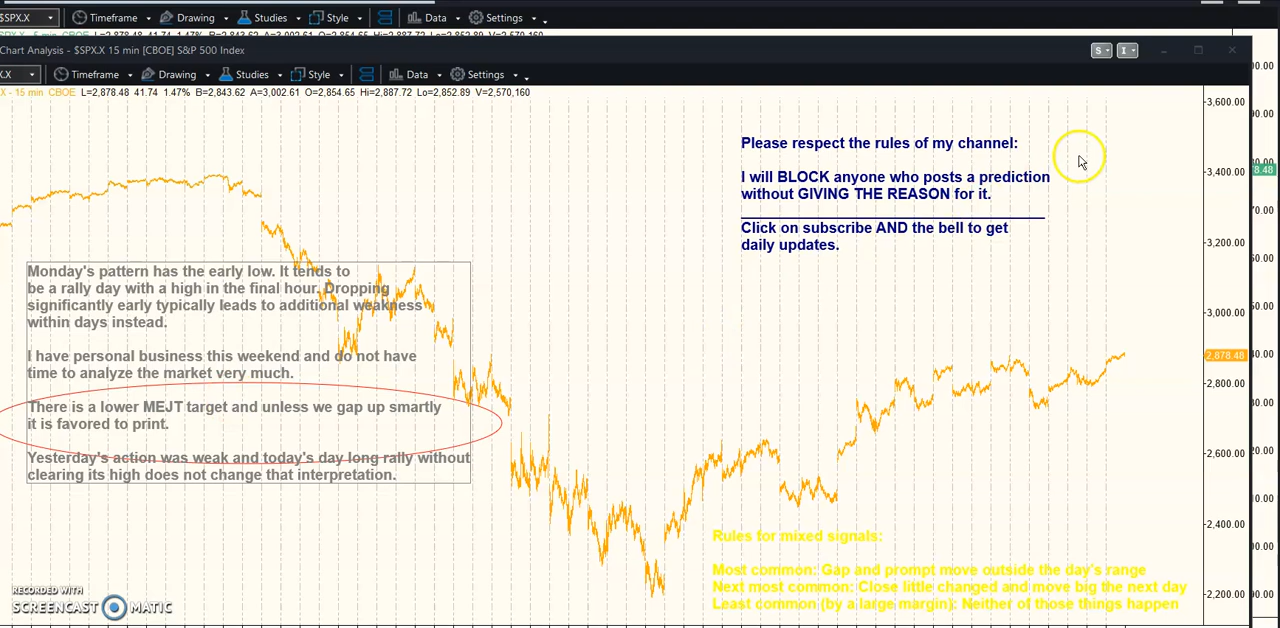 $SPX.X Timeframe Drawing Studies Style Data Settings
Chart Analysis - $SPX.X 15 min [CBOE] S&P 500 Index
S I
X.X Timeframe Drawing Studies Style Data Settings
X - 15 min CBOE L=2,878.48 41.74 1.47% B=2,843.62 A=3,002.61 O=2,854.65 Hi=2,887.72 Lo=2,852.89 V=2,570,160
3,600.00
3,400.00
3,200.00
3,000.00
2,878.48
2,800.00
2,600.00
2,400.00
2,200.00
8.48
Please respect the rules of my channel:
I will BLOCK anyone who posts a prediction
without GIVING THE REASON for it.
Click on subscribe AND the bell to get
daily updates.
Monday's pattern has the early low. It tends to
be a rally day with a high in the final hour. Dropping
significantly early typically leads to additional weakness
within days instead.
I have personal business this weekend and do not have
time to analyze the market very much.
There is a lower MEJT target and unless we gap up smartly
it is favored to print.
Yesterday's action was weak and today's day long rally without
clearing its high does not change that interpretation.
Rules for mixed signals:
Most common: Gap and prompt move outside the day's range
Next most common: Close little changed and move big the next day
Least common (by a large margin): Neither of those things happen
RECORDED WITH
SCREENCAST MATIC